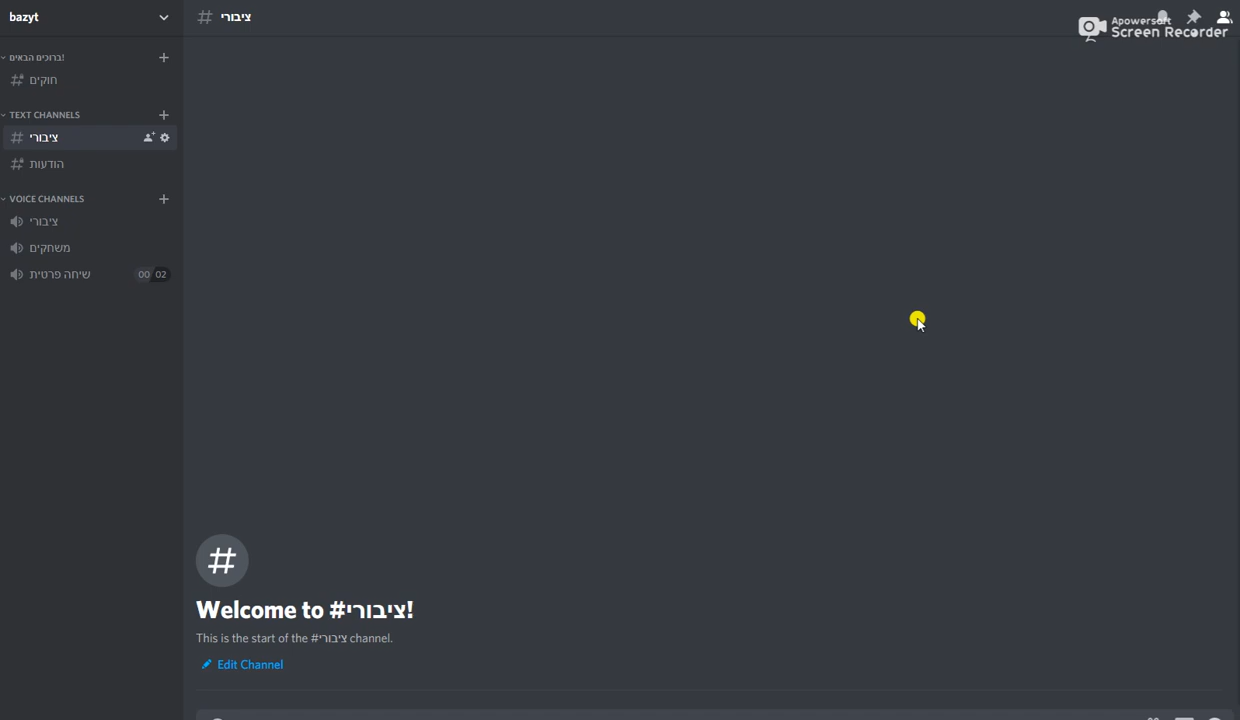 bazyt
ברוכים הבאים!
חוקים
TEXT CHANNELS
ציבורי
הודעות
VOICE CHANNELS
ציבורי
משחקים
שיחה פרטית 00 02
ציבורי
Apowersoft
Screen Recorder
Welcome to #ציבורי!
This is the start of the #ציבורי channel.
Edit Channel